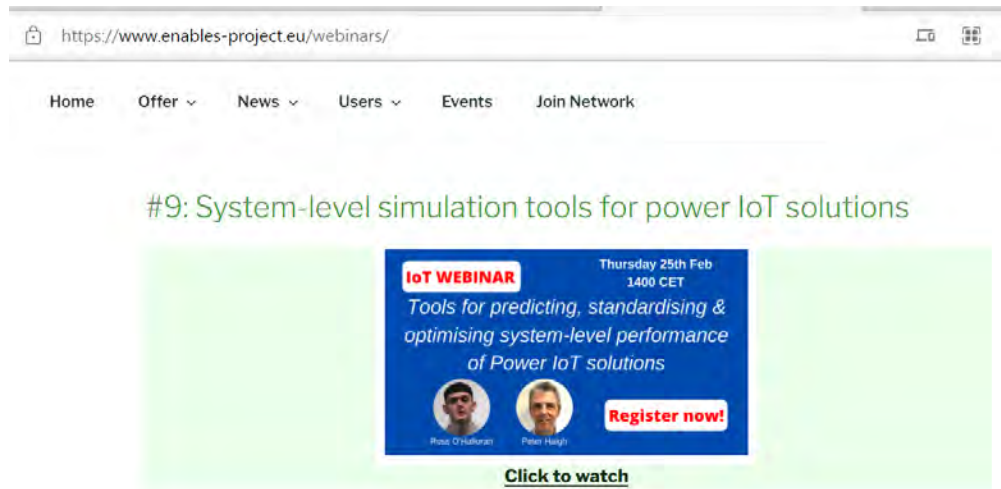 https://www.enables-project.eu/webinars/
Home Offer News Users Events Join Network
#9: System-level simulation tools for power IoT solutions
IoT WEBINAR
Thursday 25th Feb
1400 CET
Tools for predicting, standardising &
optimising system-level performance
of Power IoT solutions
Ross O'Halloran Peter Haigh
Register now!
Click to watch